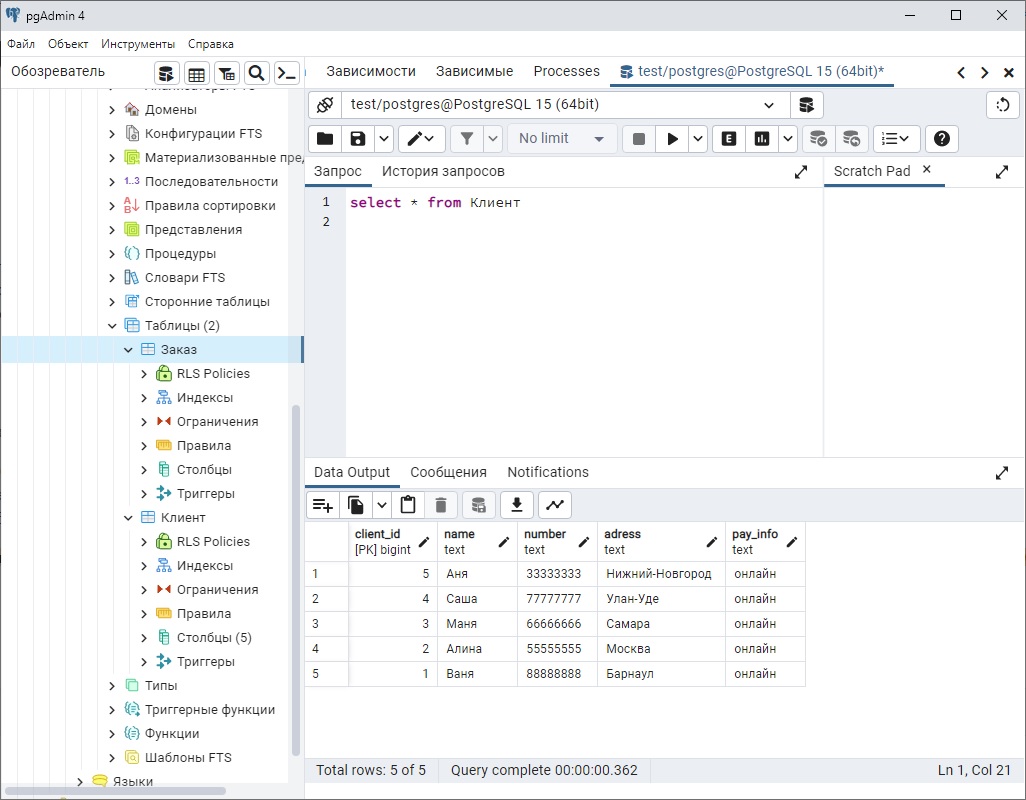 pgAdmin 4
Файл Объект Инструменты Справка
Обозреватель
Зависимости Зависимые Processes test/postgres@PostgreSQL 15 (64bit)*
test/postgres@PostgreSQL 15 (64bit)
No limit
E
Запрос История запросов
Scratch Pad
1 select * from Клиент
2
Домены
Конфигурации FTS
Материализованные пред
1..3 Последовательности
Правила сортировки
Представления
Процедуры
Словари FTS
Сторонние таблицы
Таблицы (2)
Заказ
RLS Policies
Индексы
Ограничения
Правила
Столбцы
Триггеры
Клиент
RLS Policies
Индексы
Ограничения
Правила
Столбцы (5)
Триггеры
Типы
Триггерные функции
Функции
Шаблоны FTS
Языки
Data Output Сообщения Notifications
client_id name number adress pay_info
[PK] bigint text text text text
1 5 Аня 33333333 Нижний-Новгород онлайн
2 4 Саша 77777777 Улан-Уде онлайн
3 3 Маня 66666666 Самара онлайн
4 2 Алина 55555555 Москва онлайн
5 1 Ваня 88888888 Барнаул онлайн
Total rows: 5 of 5 Query complete 00:00:00.362 Ln 1, Col 21